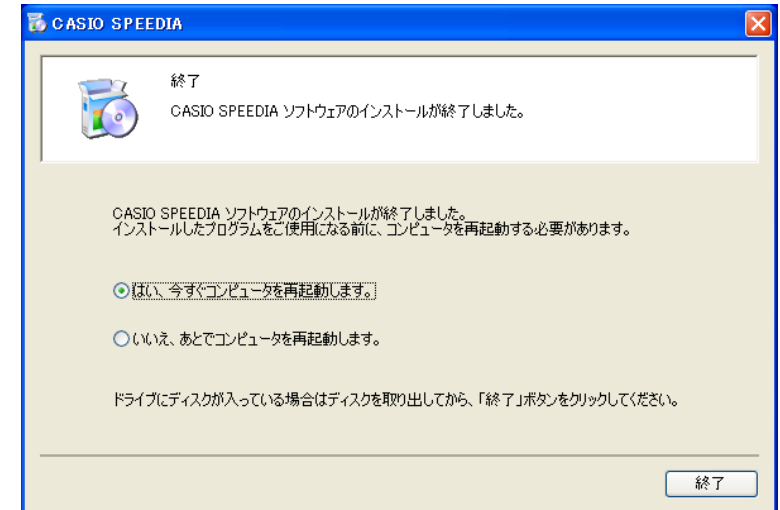 CASIO SPEEDIA
終了
CASIO SPEEDIA ソフトウェアのインストールが終了しました。
CASIO SPEEDIA ソフトウェアのインストールが終了しました。
インストールしたプログラムをご使用になる前に、コンピュータを再起動する必要があります。
はい、今すぐコンピュータを再起動します。
いいえ、あとでコンピュータを再起動します。
ドライブにディスクが入っている場合はディスクを取り出してから、「終了」ボタンをクリックしてください。
終了